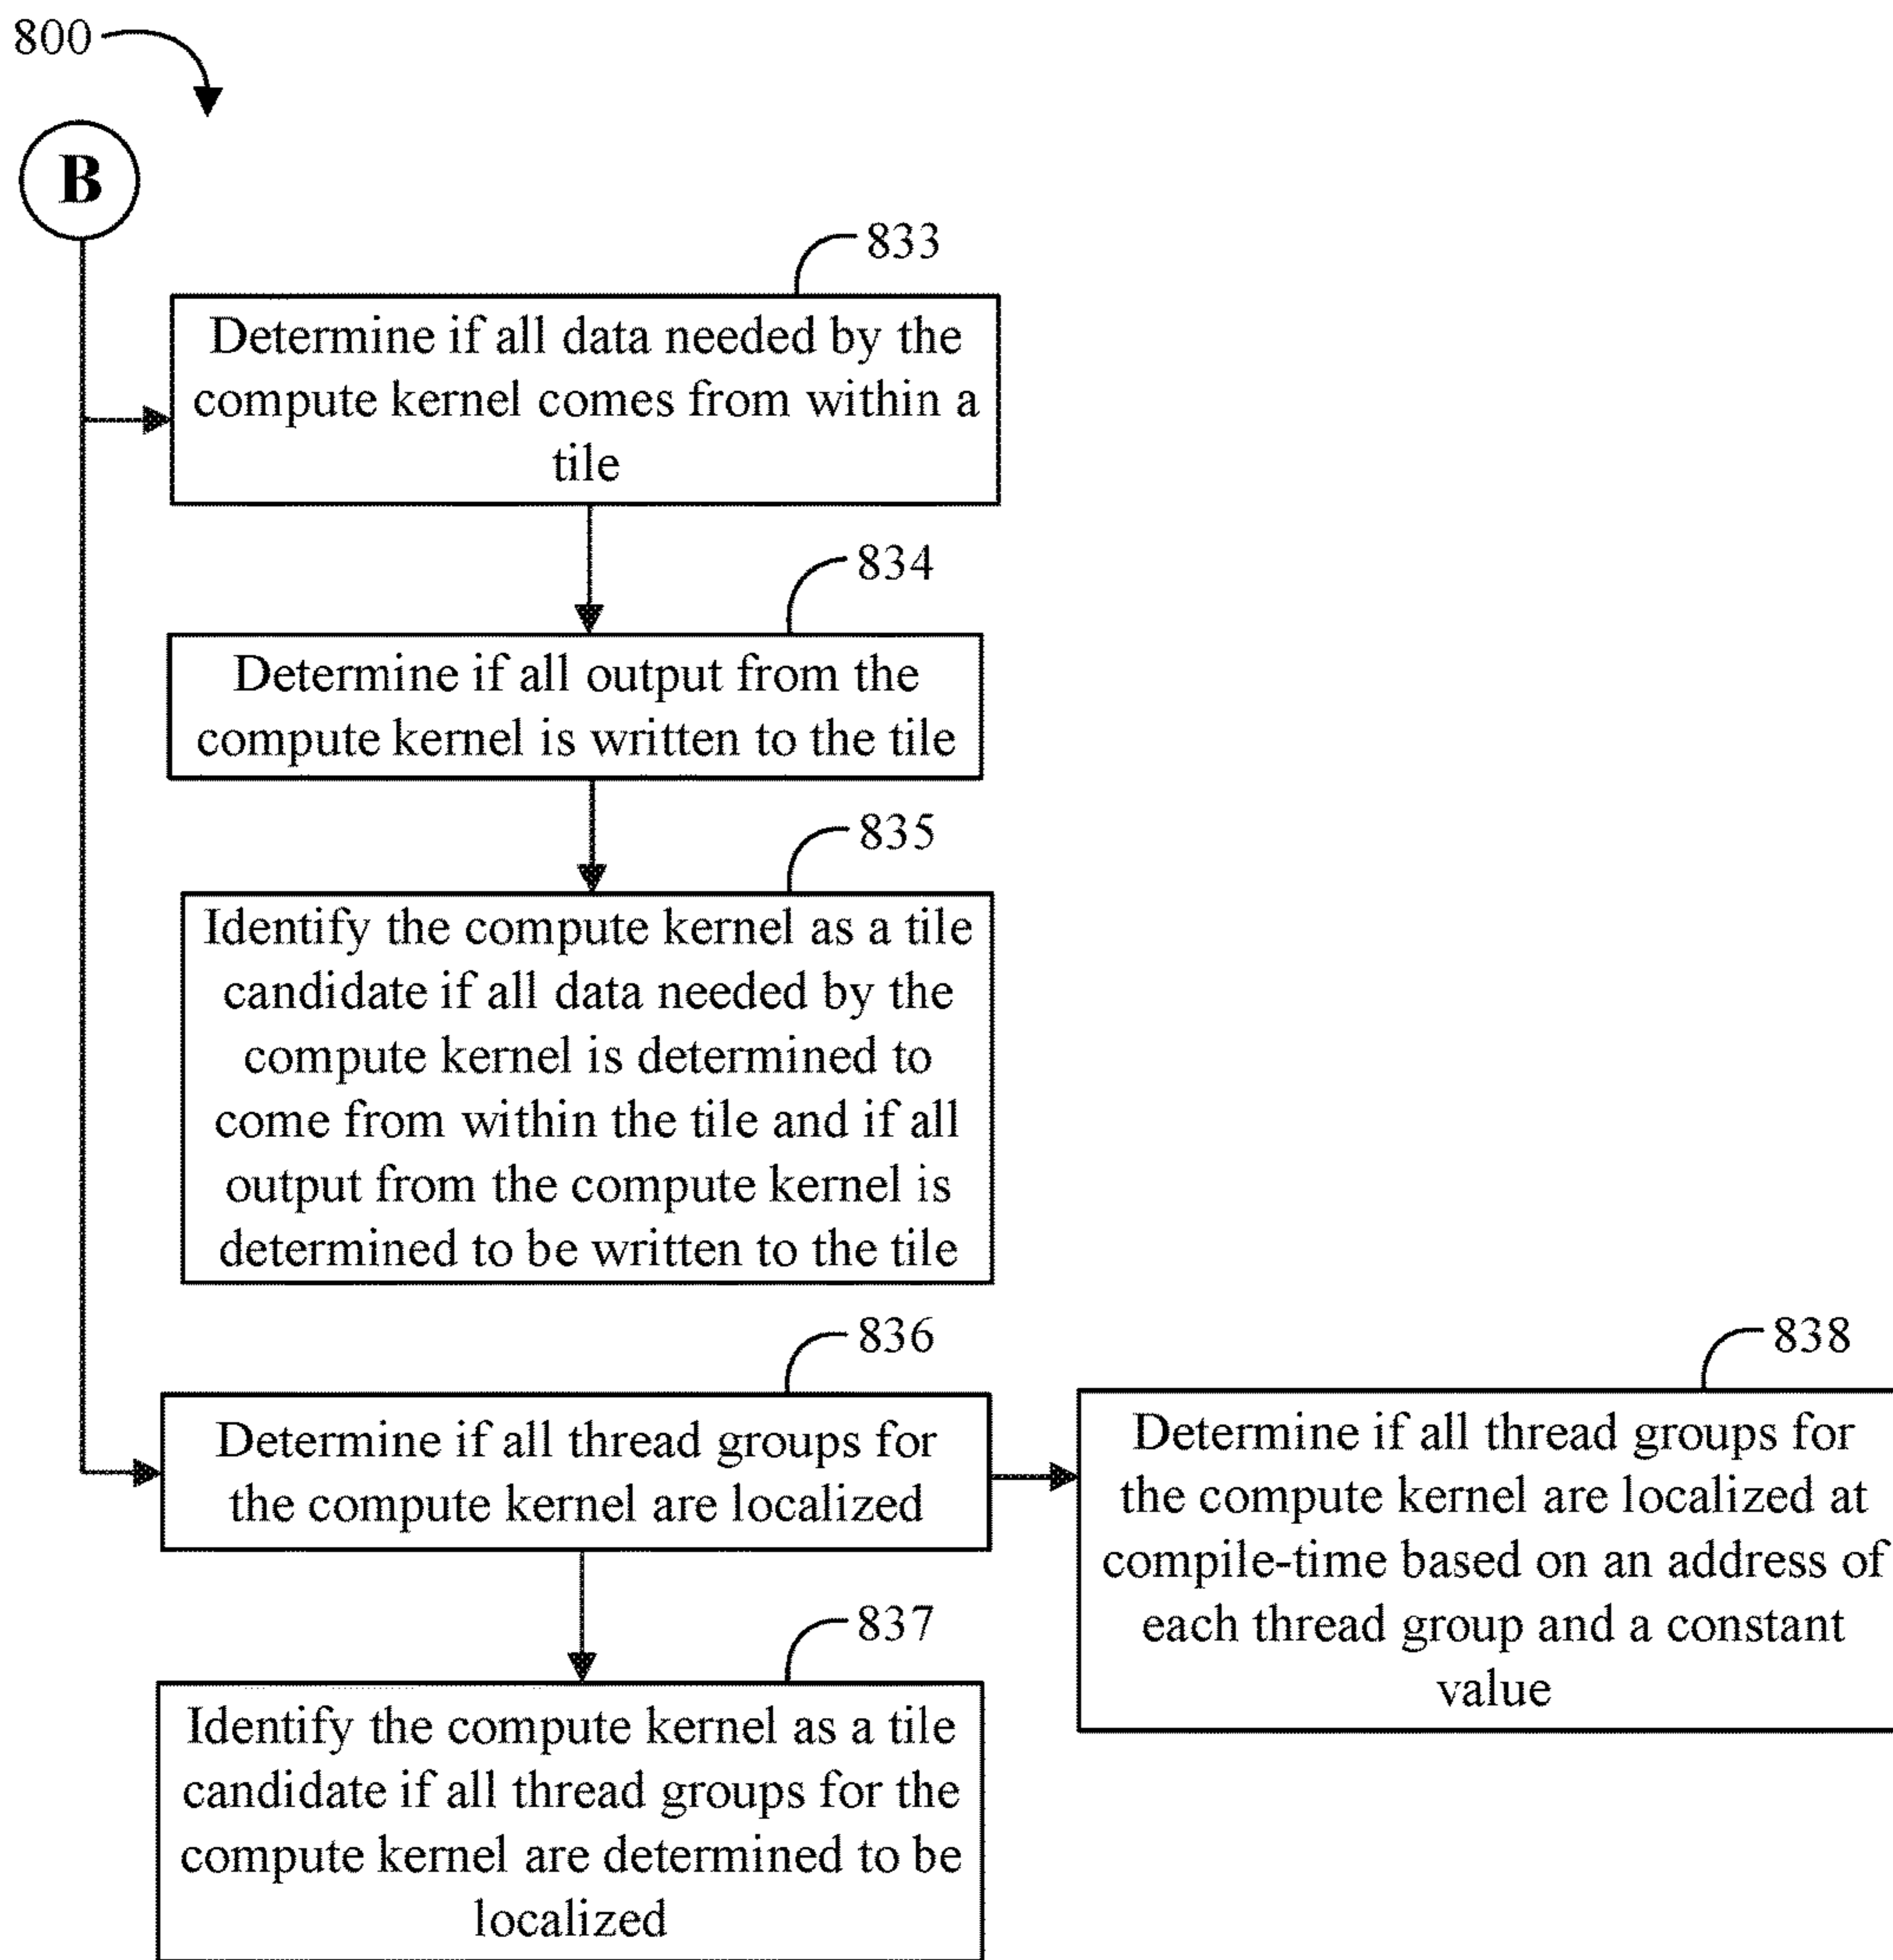 800
B
833
Determine if all data needed by the
compute kernel comes from within a
tile
834
Determine if all output from the
compute kernel is written to the tile
835
Identify the compute kernel as a tile
candidate if all data needed by the
compute kernel is determined to
come from within the tile and if all
output from the compute kernel is
determined to be written to the tile
836
Determine if all thread groups for
the compute kernel are localized
838
Determine if all thread groups for
the compute kernel are localized at
compile-time based on an address of
each thread group and a constant
value
837
Identify the compute kernel as a tile
candidate if all thread groups for the
compute kernel are determined to be
localized